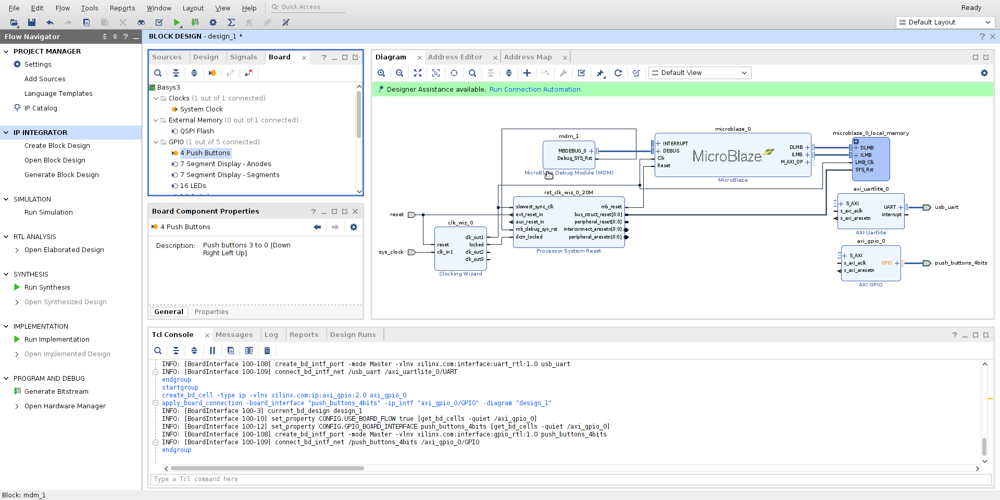 File Edit Flow Tools Reports Window Layout View Help Quick Access Ready
Default Layout
Flow Navigator
PROJECT MANAGER
Settings
Add Sources
Language Templates
IP Catalog
IP INTEGRATOR
Create Block Design
Open Block Design
Generate Block Design
SIMULATION
Run Simulation
RTL ANALYSIS
Open Elaborated Design
SYNTHESIS
Run Synthesis
Open Synthesized Design
IMPLEMENTATION
Run Implementation
Open Implemented Design
PROGRAM AND DEBUG
Generate Bitstream
Open Hardware Manager
BLOCK DESIGN - design_1 *
Sources Design Signals Board
Basys3
Clocks (1 out of 1 connected)
System Clock
External Memory (0 out of 1 connected)
QSPI Flash
GPIO (1 out of 5 connected)
4 Push Buttons
7 Segment Display - Anodes
7 Segment Display - Segments
16 LEDs
Board Component Properties
4 Push Buttons
Description: Push buttons 3 to 0 [Down
Right Left Up]
General Properties
Diagram Address Editor Address Map
Default View
Designer Assistance available. Run Connection Automation
mdm_1
MBDEBUG_0
Debug_SYS_Rst
MicroBlaze Debug Module (MDM)
microblaze_0
INTERRUPT
DEBUG
Clk
Reset
MicroBlaze
DLMB
ILMB
M_AXI_DP
MicroBlaze
microblaze_0_local_memory
DLMB
ILMB
LMB_Clk
SYS_Rst
rst_clk_wiz_0_20M
slowest_sync_clk
ext_reset_in
aux_reset_in
mb_debug_sys_rst
dcm_locked
mb_reset
bus_struct_reset[0:0]
peripheral_reset[0:0]
interconnect_aresetn[0:0]
peripheral_aresetn[0:0]
Processor System Reset
reset
sys_clock
clk_wiz_0
reset
clk_in1
clk_out1
locked
clk_out2
clk_out3
Clocking Wizard
axi_uartlite_0
S_AXI
s_axi_aclk
s_axi_aresetn
UART
interrupt
AXI Uartlite
usb_uart
axi_gpio_0
S_AXI
s_axi_aclk
s_axi_aresetn
GPIO
AXI GPIO
push_buttons_4bits
Tcl Console Messages Log Reports Design Runs
INFO: [BoardInterface 100-108] create_bd_intf_port -mode Master -vlnv xilinx.com:interface:uart_rtl:1.0 usb_uart
INFO: [BoardInterface 100-109] connect_bd_intf_net /usb_uart /axi_uartlite_0/UART
endgroup
startgroup
create_bd_cell -type ip -vlnv xilinx.com:ip:axi_gpio:2.0 axi_gpio_0
apply_board_connection -board_interface "push_buttons_4bits" -ip_intf "axi_gpio_0/GPIO" -diagram "design_1"
INFO: [BoardInterface 100-3] current_bd_design design_1
INFO: [BoardInterface 100-10] set_property CONFIG.USE_BOARD_FLOW true [get_bd_cells -quiet /axi_gpio_0]
INFO: [BoardInterface 100-12] set_property CONFIG.GPIO_BOARD_INTERFACE push_buttons_4bits [get_bd_cells -quiet /axi_gpio_0]
INFO: [BoardInterface 100-108] create_bd_intf_port -mode Master -vlnv xilinx.com:interface:gpio_rtl:1.0 push_buttons_4bits
INFO: [BoardInterface 100-109] connect_bd_intf_net /push_buttons_4bits /axi_gpio_0/GPIO
endgroup
Type a Tcl command here
Block: mdm_1